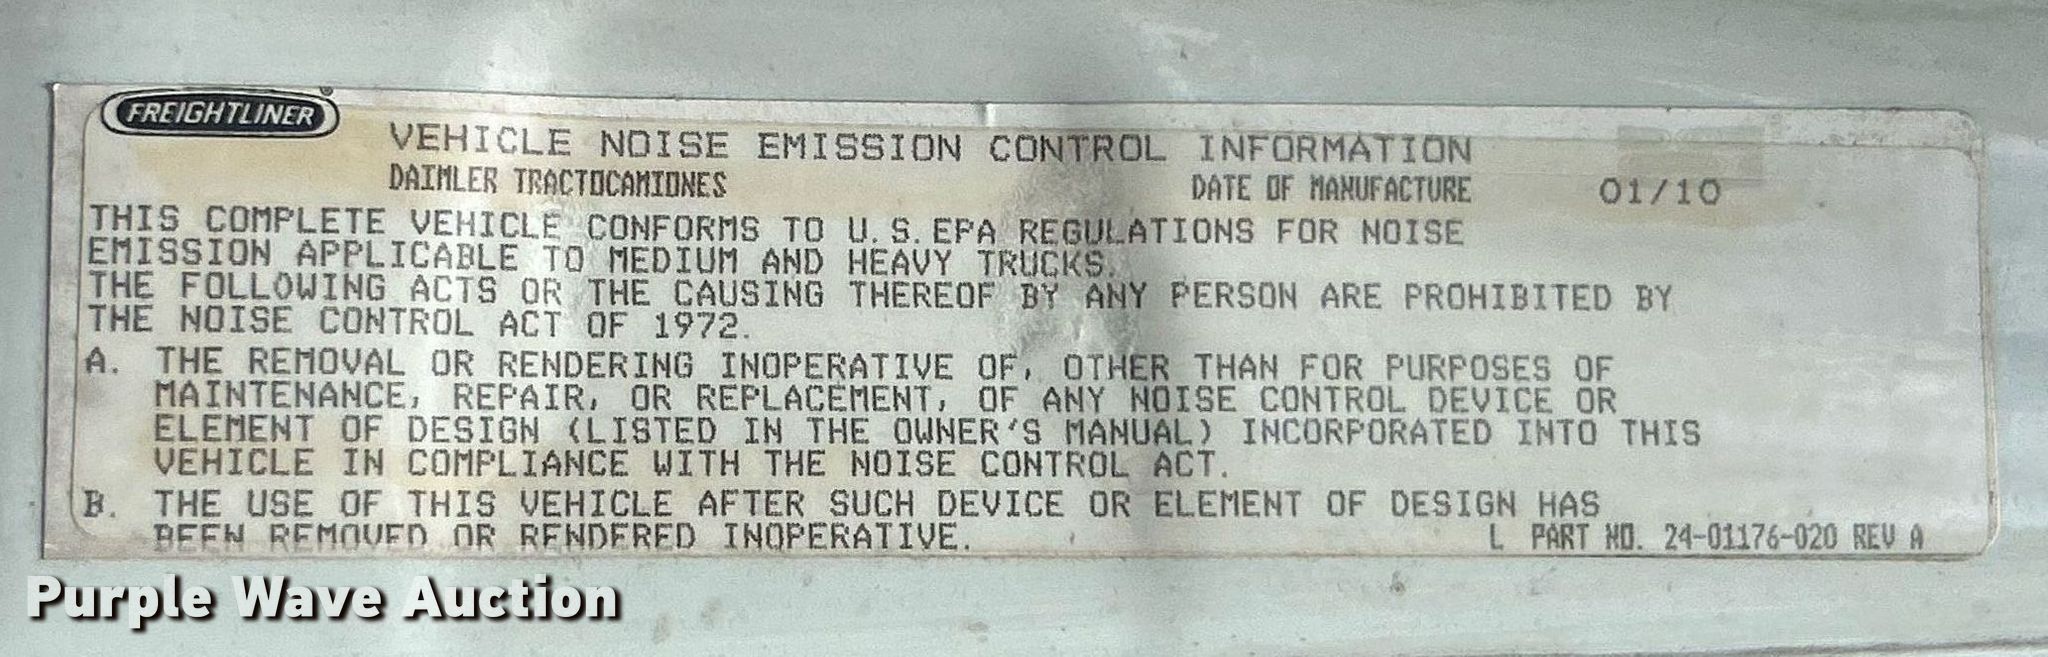 FREIGHTLINER
VEHICLE NOISE EMISSION CONTROL INFORMATION
DAIMLER TRACTOCAMIONES DATE OF MANUFACTURE 01/10
THIS COMPLETE VEHICLE CONFORMS TO U.S.EPA REGULATIONS FOR NOISE
EMISSION APPLICABLE TO MEDIUM AND HEAVY TRUCKS.
THE FOLLOWING ACTS OR THE CAUSING THEREOF BY ANY PERSON ARE PROHIBITED BY
THE NOISE CONTROL ACT OF 1972.
A. THE REMOVAL OR RENDERING INOPERATIVE OF, OTHER THAN FOR PURPOSES OF
MAINTENANCE, REPAIR, OR REPLACEMENT, OF ANY NOISE CONTROL DEVICE OR
ELEMENT OF DESIGN (LISTED IN THE OWNER'S MANUAL) INCORPORATED INTO THIS
VEHICLE IN COMPLIANCE WITH THE NOISE CONTROL ACT.
B. THE USE OF THIS VEHICLE AFTER SUCH DEVICE OR ELEMENT OF DESIGN HAS
BEEN REMOVED OR RENDERED INOPERATIVE.
L PART NO. 24-01176-020 REV A
Purple Wave Auction